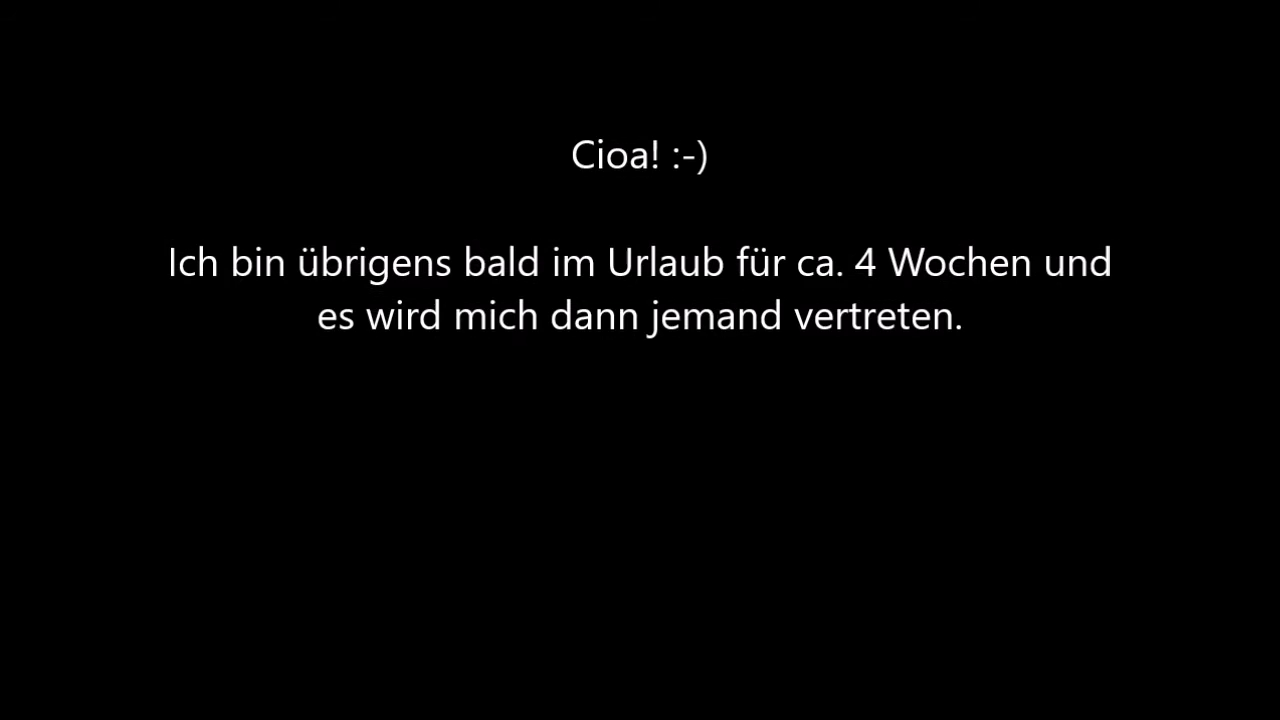 Cioa! :-)
Ich bin übrigens bald im Urlaub für ca. 4 Wochen und
es wird mich dann jemand vertreten.